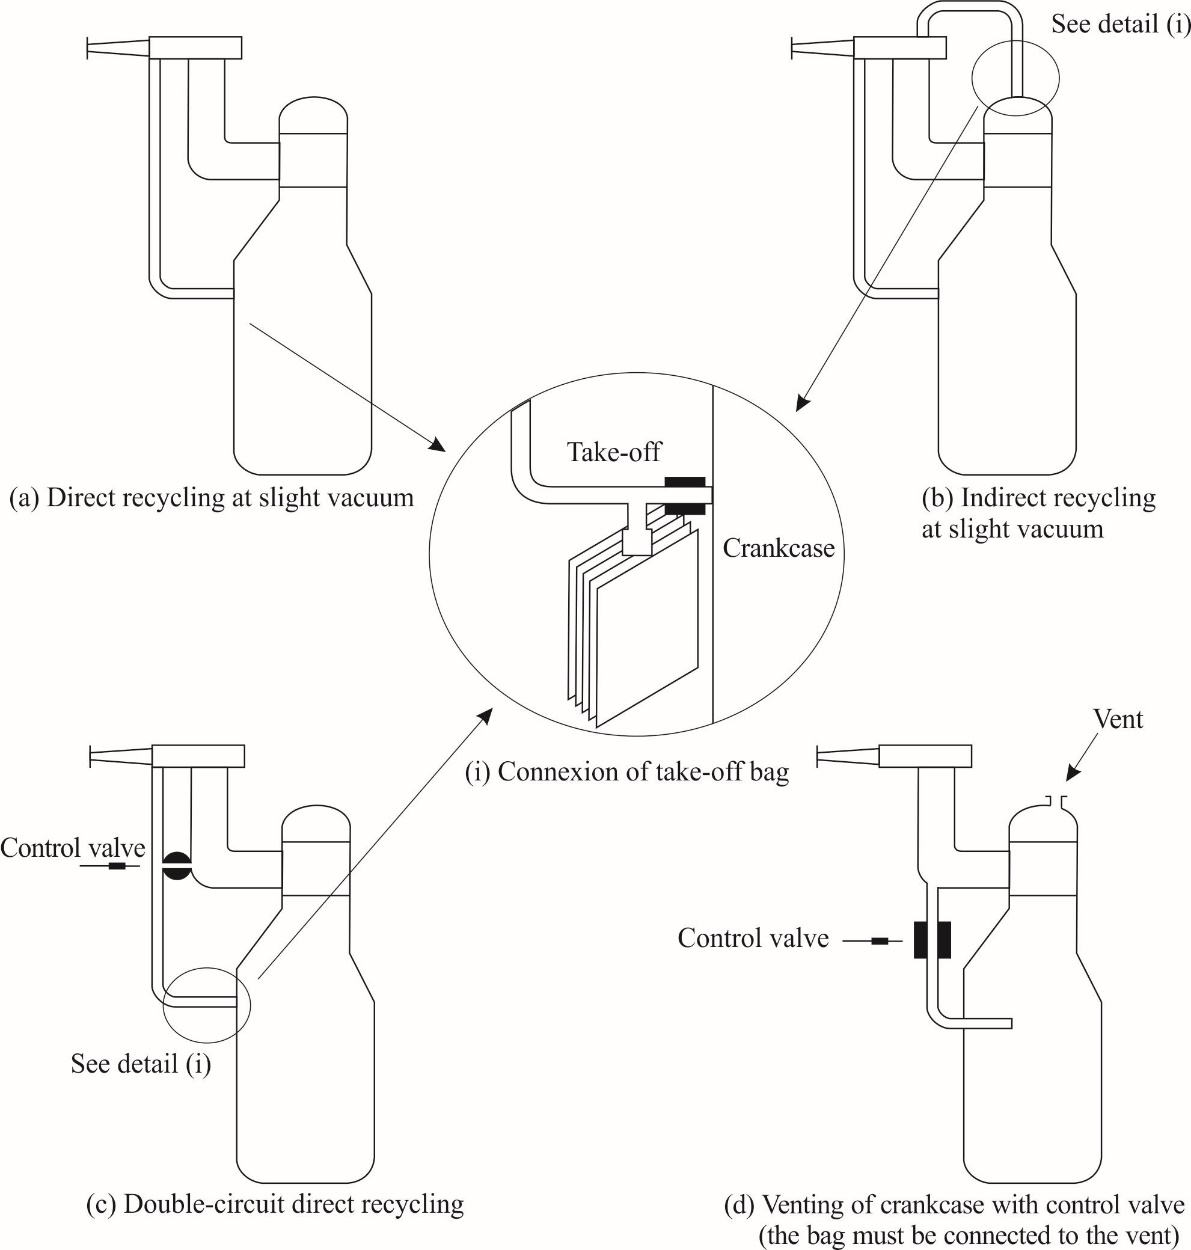 See detail (i)
(a) Direct recycling at slight vacuum
(b) Indirect recycling
at slight vacuum
Take-off
Crankcase
(i) Connexion of take-off bag
Control valve
See detail (i)
(c) Double-circuit direct recycling
Vent
Control valve
(d) Venting of crankcase with control valve
(the bag must be connected to the vent)